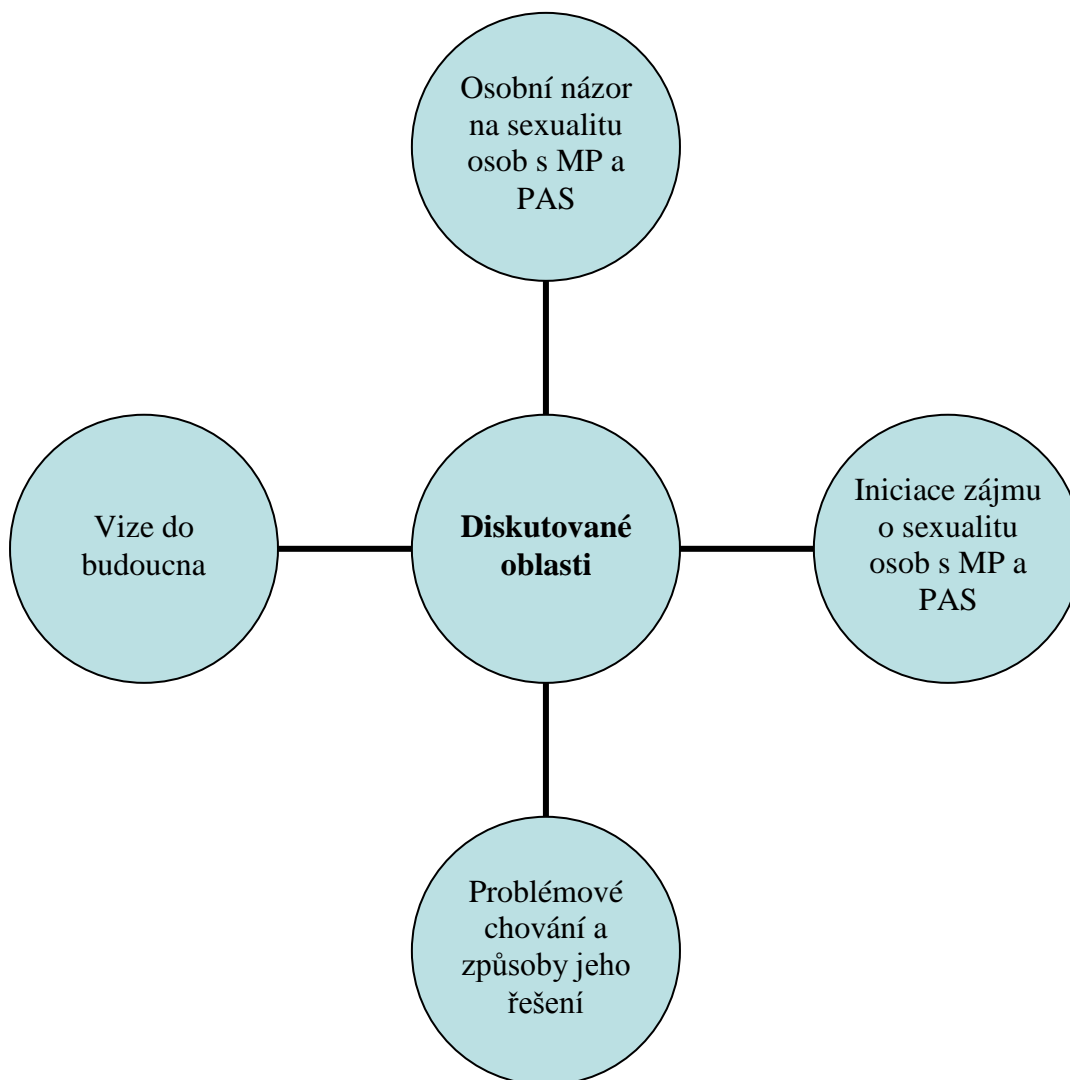 Osobní názor
na sexualitu
osob s MP a
PAS
Vize do
budoucna
Diskutované
oblasti
Iniciace zájmu
o sexualitu
osob s MP a
PAS
Problémové
chování a
způsoby jeho
řešení